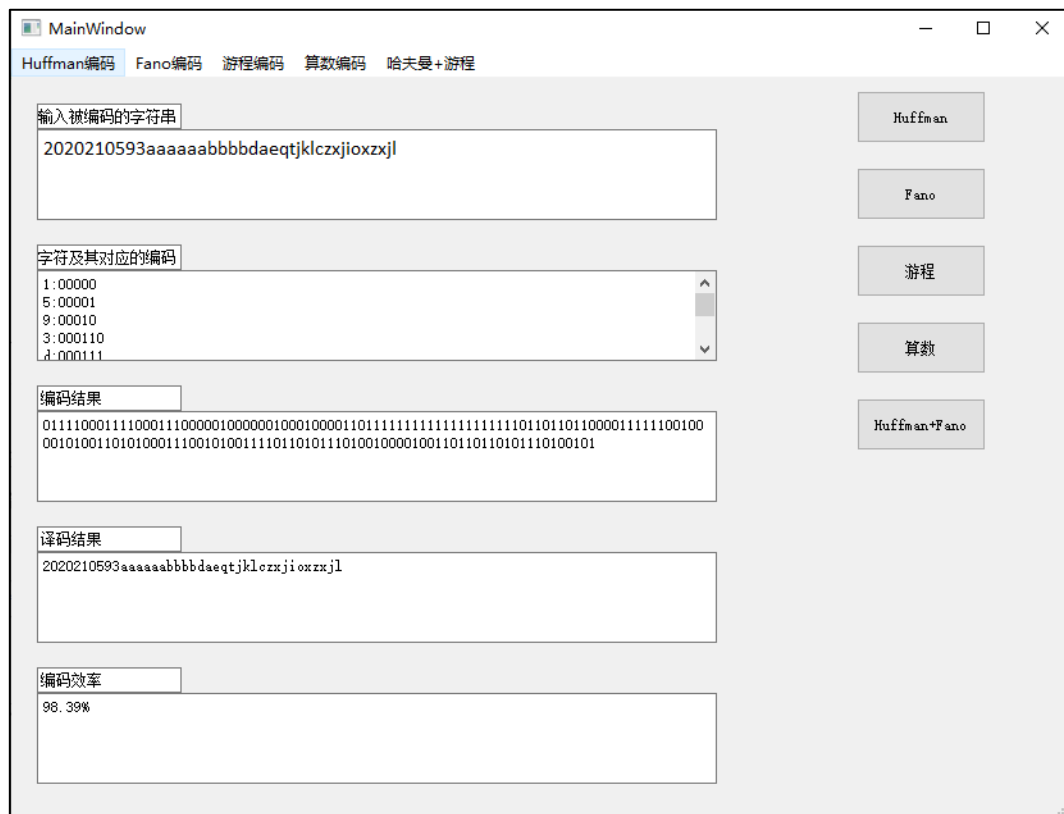 MainWindow
Huffman编码 Fano编码 游程编码 算数编码 哈夫曼+游程
输入被编码的字符串
2020210593aaaaaabbbbdaeqtjklczxjioxzxjl
字符及其对应的编码
1:00000
5:00001
9:00010
3:000110
d:000111
编码结果
0111100011110001110000010000001000100001101111111111111111111101101101100001111110010 0
00101001101010001110010100111101101011101001000010011011011010111010010 1
译码结果
2020210593aaaaaabbbbdaeqtjklczxjioxzxjl
编码效率
98.39%
Huffman
Fano
游程
算数
Huffman+Fano